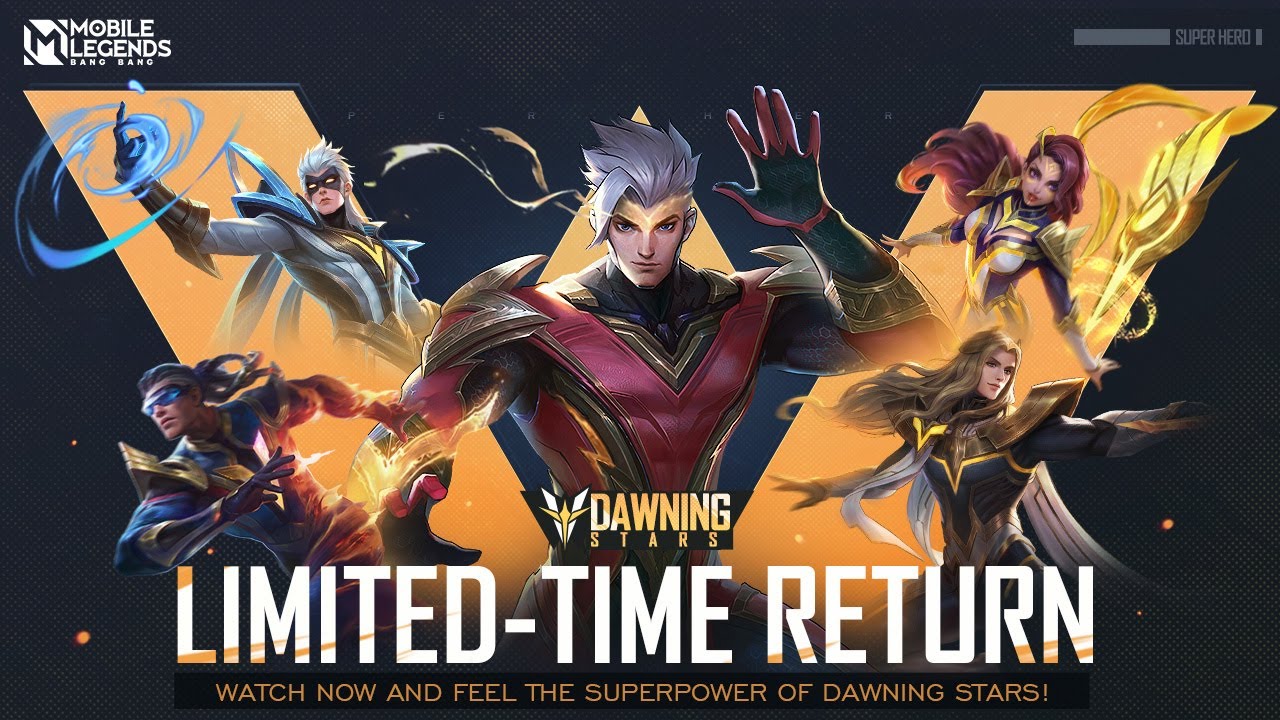 MOBILE
LEGENDS
BANG BANG
SUPER HERO
P E R H E R
DAWNING
STARS
LIMITED-TIME RETURN
WATCH NOW AND FEEL THE SUPERPOWER OF DAWNING STARS!